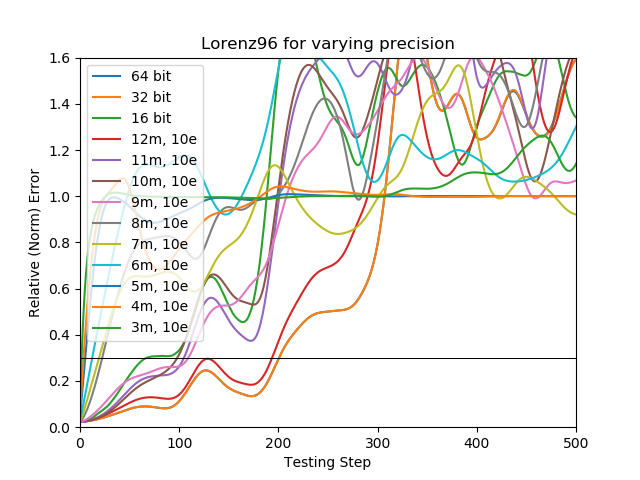 Lorenz96 for varying precision
Relative (Norm) Error
1.6
1.4
1.2
1.0
0.8
0.6
0.4
0.2
0.0
64 bit
32 bit
16 bit
12m, 10e
11m, 10e
10m, 10e
9m, 10e
8m, 10e
7m, 10e
6m, 10e
5m, 10e
4m, 10e
3m, 10e
0
100
200
300
400
500
Testing Step